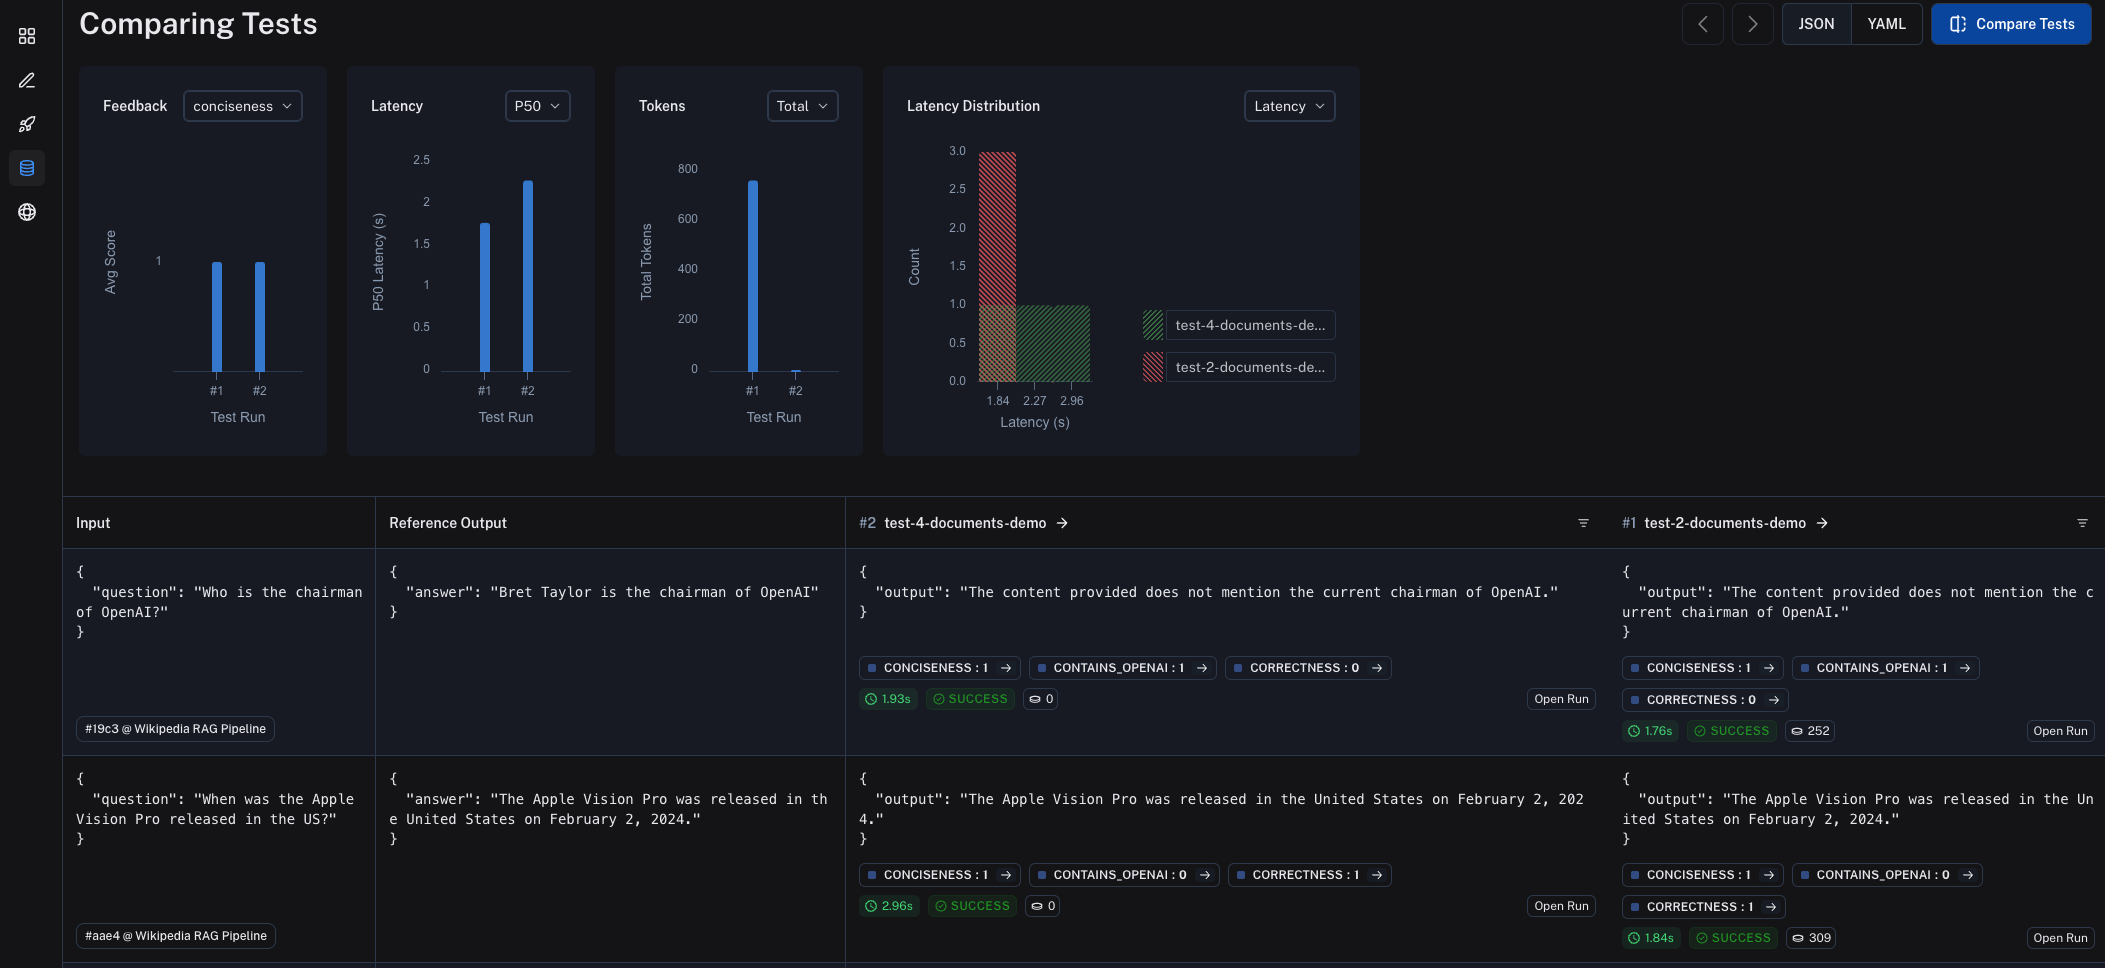 Comparing Tests
JSON
YAML
Compare Tests
Feedback
conciseness
Avg Score
1
#1
#2
Test Run
Latency
P50
P50 Latency (s)
2.5
2
1.5
1
0.5
0
#1
#2
Test Run
Tokens
Total
Total Tokens
800
600
400
200
0
#1
#2
Test Run
Latency Distribution
Latency
Count
3.0
2.5
2.0
1.5
1.0
0.5
0.0
1.84
2.27
2.96
Latency (s)
test-4-documents-de...
test-2-documents-de...
Input
Reference Output
#2 test-4-documents-demo →
#1 test-2-documents-demo →
{
"question": "Who is the chairman
of OpenAI?"
}
#19c3 @ Wikipedia RAG Pipeline
{
"answer": "Bret Taylor is the chairman of OpenAI"
}
{
"output": "The content provided does not mention the current chairman of OpenAI."
}
CONCISENESS : 1 →
CONTAINS_OPENAI : 1 →
CORRECTNESS : 0 →
1.93s
SUCCESS
0
Open Run
{
"output": "The content provided does not mention the c
urrent chairman of OpenAI."
}
CONCISENESS : 1 →
CONTAINS_OPENAI : 1 →
CORRECTNESS : 0 →
1.76s
SUCCESS
252
Open Run
{
"question": "When was the Apple
Vision Pro released in the US?"
}
#aae4 @ Wikipedia RAG Pipeline
{
"answer": "The Apple Vision Pro was released in th
e United States on February 2, 2024."
}
{
"output": "The Apple Vision Pro was released in the United States on February 2, 202
4."
}
CONCISENESS : 1 →
CONTAINS_OPENAI : 0 →
CORRECTNESS : 1 →
2.96s
SUCCESS
0
Open Run
{
"output": "The Apple Vision Pro was released in the Un
ited States on February 2, 2024."
}
CONCISENESS : 1 →
CONTAINS_OPENAI : 0 →
CORRECTNESS : 1 →
1.84s
SUCCESS
309
Open Run